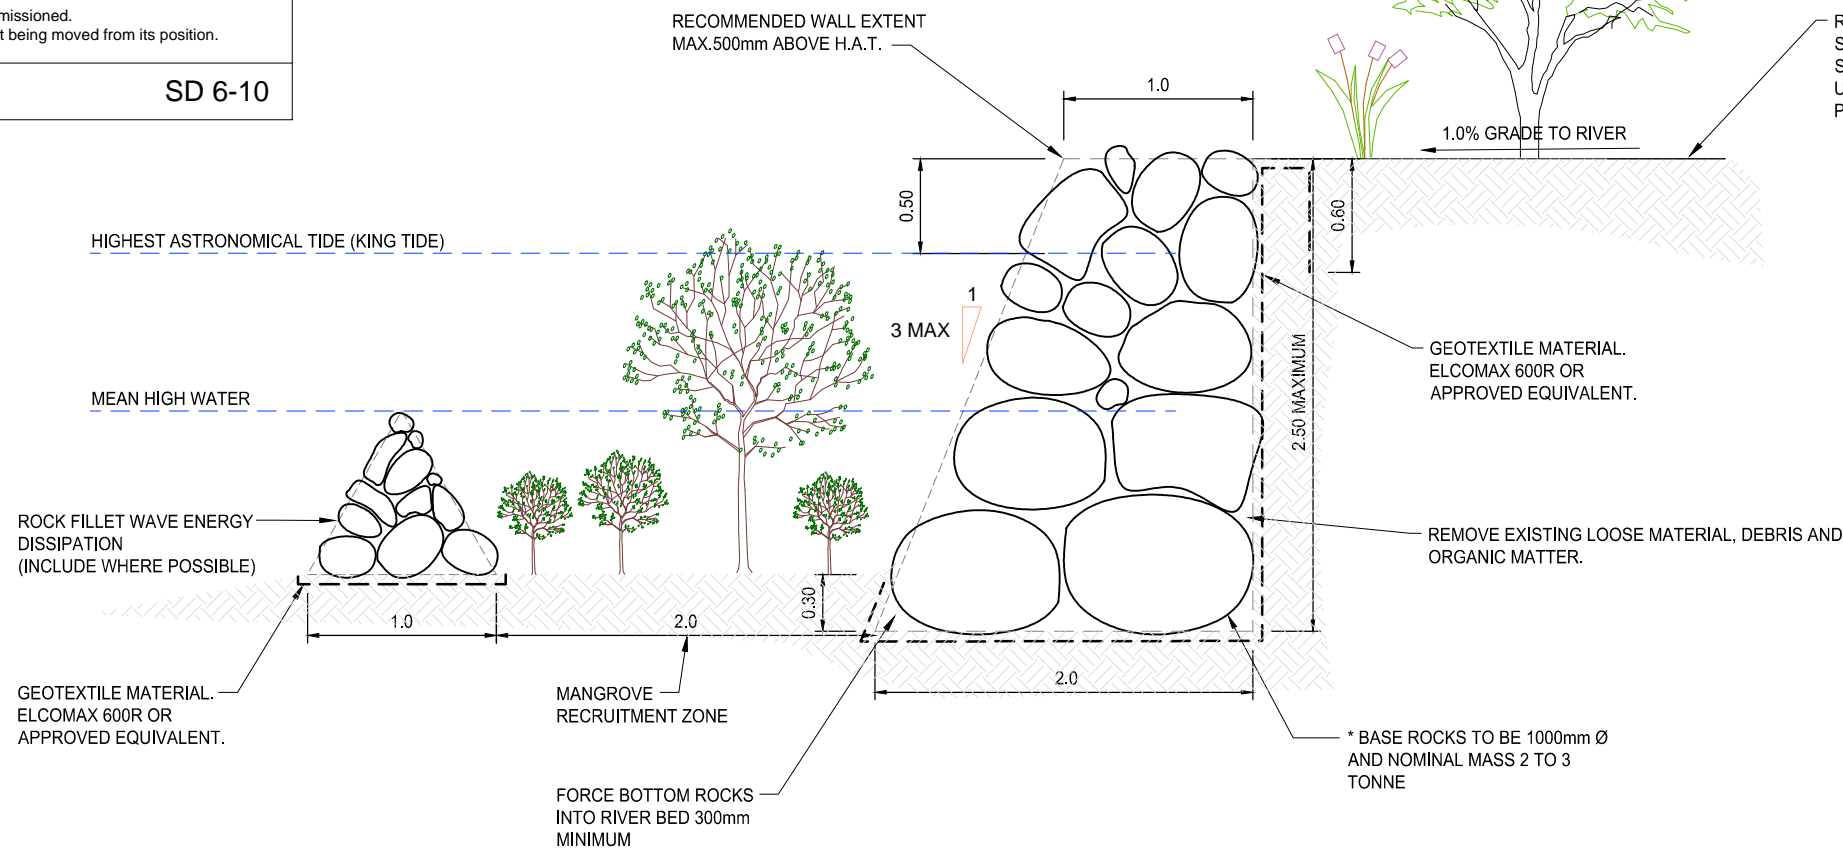 missioned.
t being moved from its position.
SD 6-10
RECOMMENDED WALL EXTENT
MAX.500mm ABOVE H.A.T.
1.0
1.0% GRADE TO RIVER
R
S
S
U
P
0.50
0.60
HIGHEST ASTRONOMICAL TIDE (KING TIDE)
1
3 MAX
GEOTEXTILE MATERIAL.
ELCOMAX 600R OR
APPROVED EQUIVALENT.
2.50 MAXIMUM
MEAN HIGH WATER
ROCK FILLET WAVE ENERGY
DISSIPATION
(INCLUDE WHERE POSSIBLE)
REMOVE EXISTING LOOSE MATERIAL, DEBRIS AND
ORGANIC MATTER.
0.30
1.0
2.0
2.0
GEOTEXTILE MATERIAL.
ELCOMAX 600R OR
APPROVED EQUIVALENT.
MANGROVE
RECRUITMENT ZONE
* BASE ROCKS TO BE 1000mm Ø
AND NOMINAL MASS 2 TO 3
TONNE
FORCE BOTTOM ROCKS
INTO RIVER BED 300mm
MINIMUM